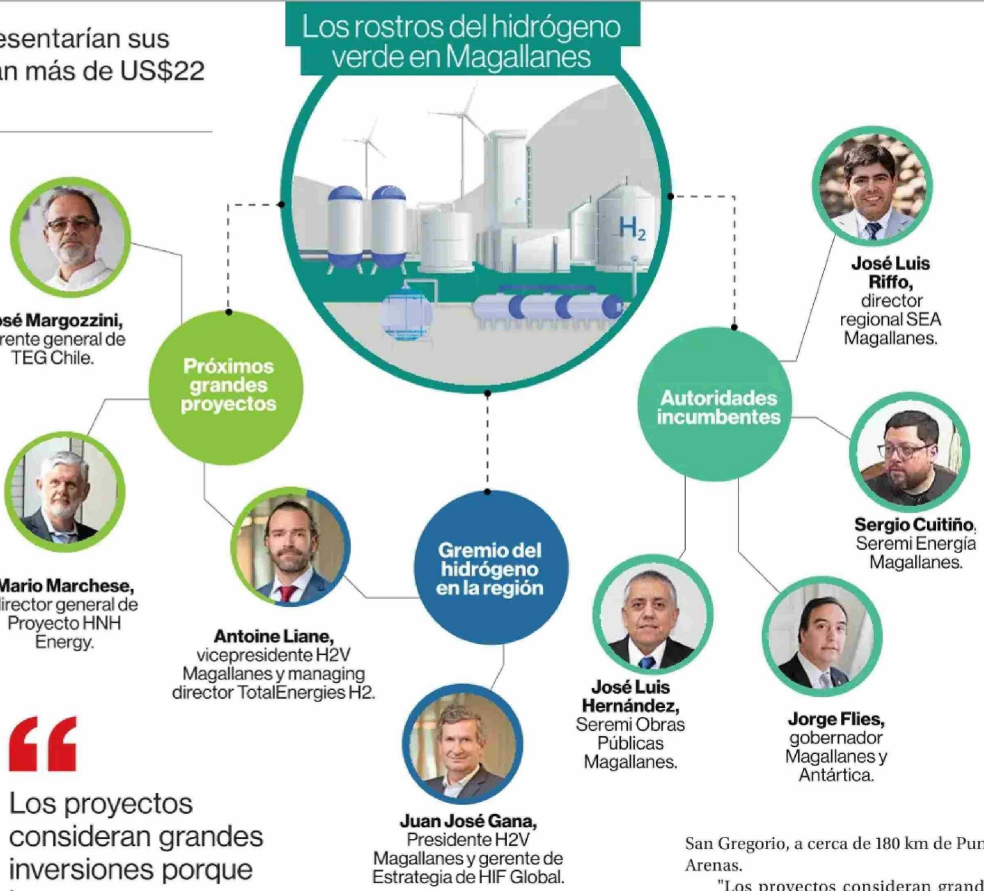 esentarían sus
an más de US$22
Los rostros del hidrógeno
verde en Magallanes
H2
osé Margozzini,
rente general de
TEG Chile.
Próximos
grandes
proyectos
Mario Marchese,
director general de
Proyecto HNH
Energy.
Antoine Liane,
vicepresidente H2V
Magallanes y managing
director TotalEnergies H2.
Gremio del
hidrógeno
en la región
Juan José Gana,
Presidente H2V
Magallanes y gerente de
Estrategia de HIF Global.
Autoridades
incumbentes
José Luis
Riffo,
director
regional SEA
Magallanes.
Sergio Cuitiño,
Seremi Energía
Magallanes.
José Luis
Hernández,
Seremi Obras
Públicas
Magallanes.
Jorge Flies,
gobernador
Magallanes y
Antártica.
“
Los proyectos
consideran grandes
inversiones porque
San Gregorio, a cerca de 180 km de Pun
Arenas.
"Los proyectos consideran grand